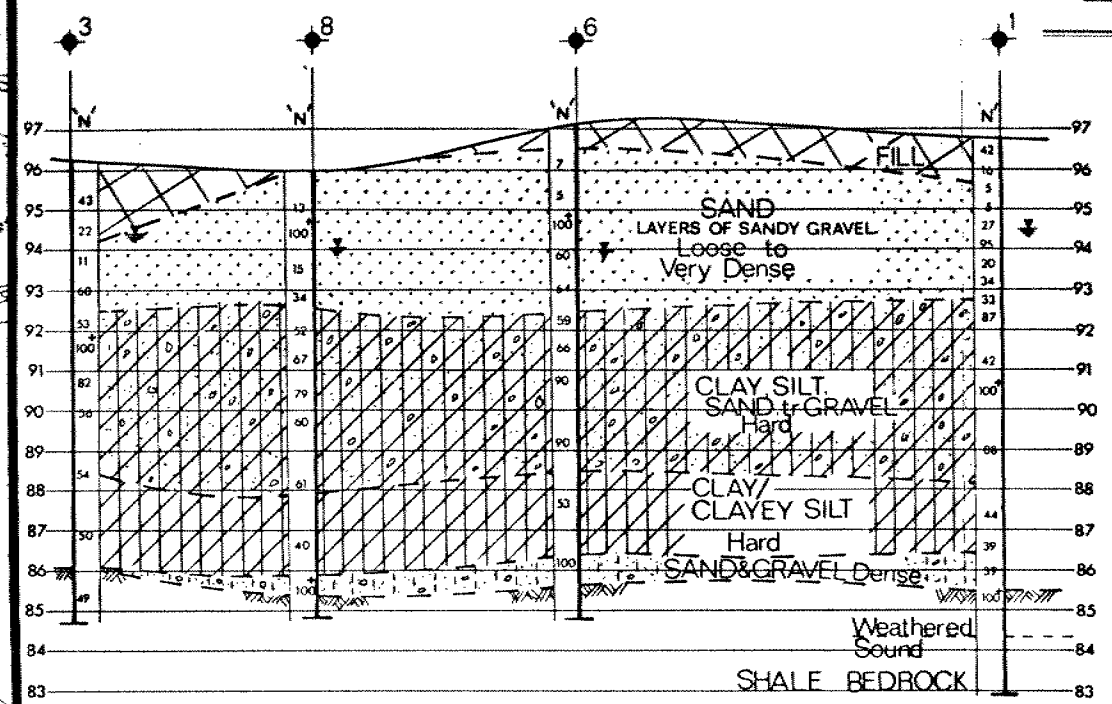 3 8 6 1
'N' 'N' 'N' 'N'
97 97
42
FILL
96 7 16 96
5
43 5
95 13 SAND 5 95
22 100+ 100+ LAYERS OF SANDY GRAVEL 27
94 60 Loose to 95 94
11 15 Very Dense 20
60 34
93 34 64 33 93
53 59 87
92 52 92
100+ 67 66 42
91 91
82 79 90 CLAY SILT 100+
90 60 SAND tr GRAVEL 90
Hard
89 90 89
54 61
88 CLAY/ 88
53 CLAYEY SILT 44
87 87
50 40 Hard 39
86 100 SAND&GRAVEL Dense 39 86
49 100+ 100
85 85
Weathered
84 Sound 84
83 SHALE BEDROCK 83